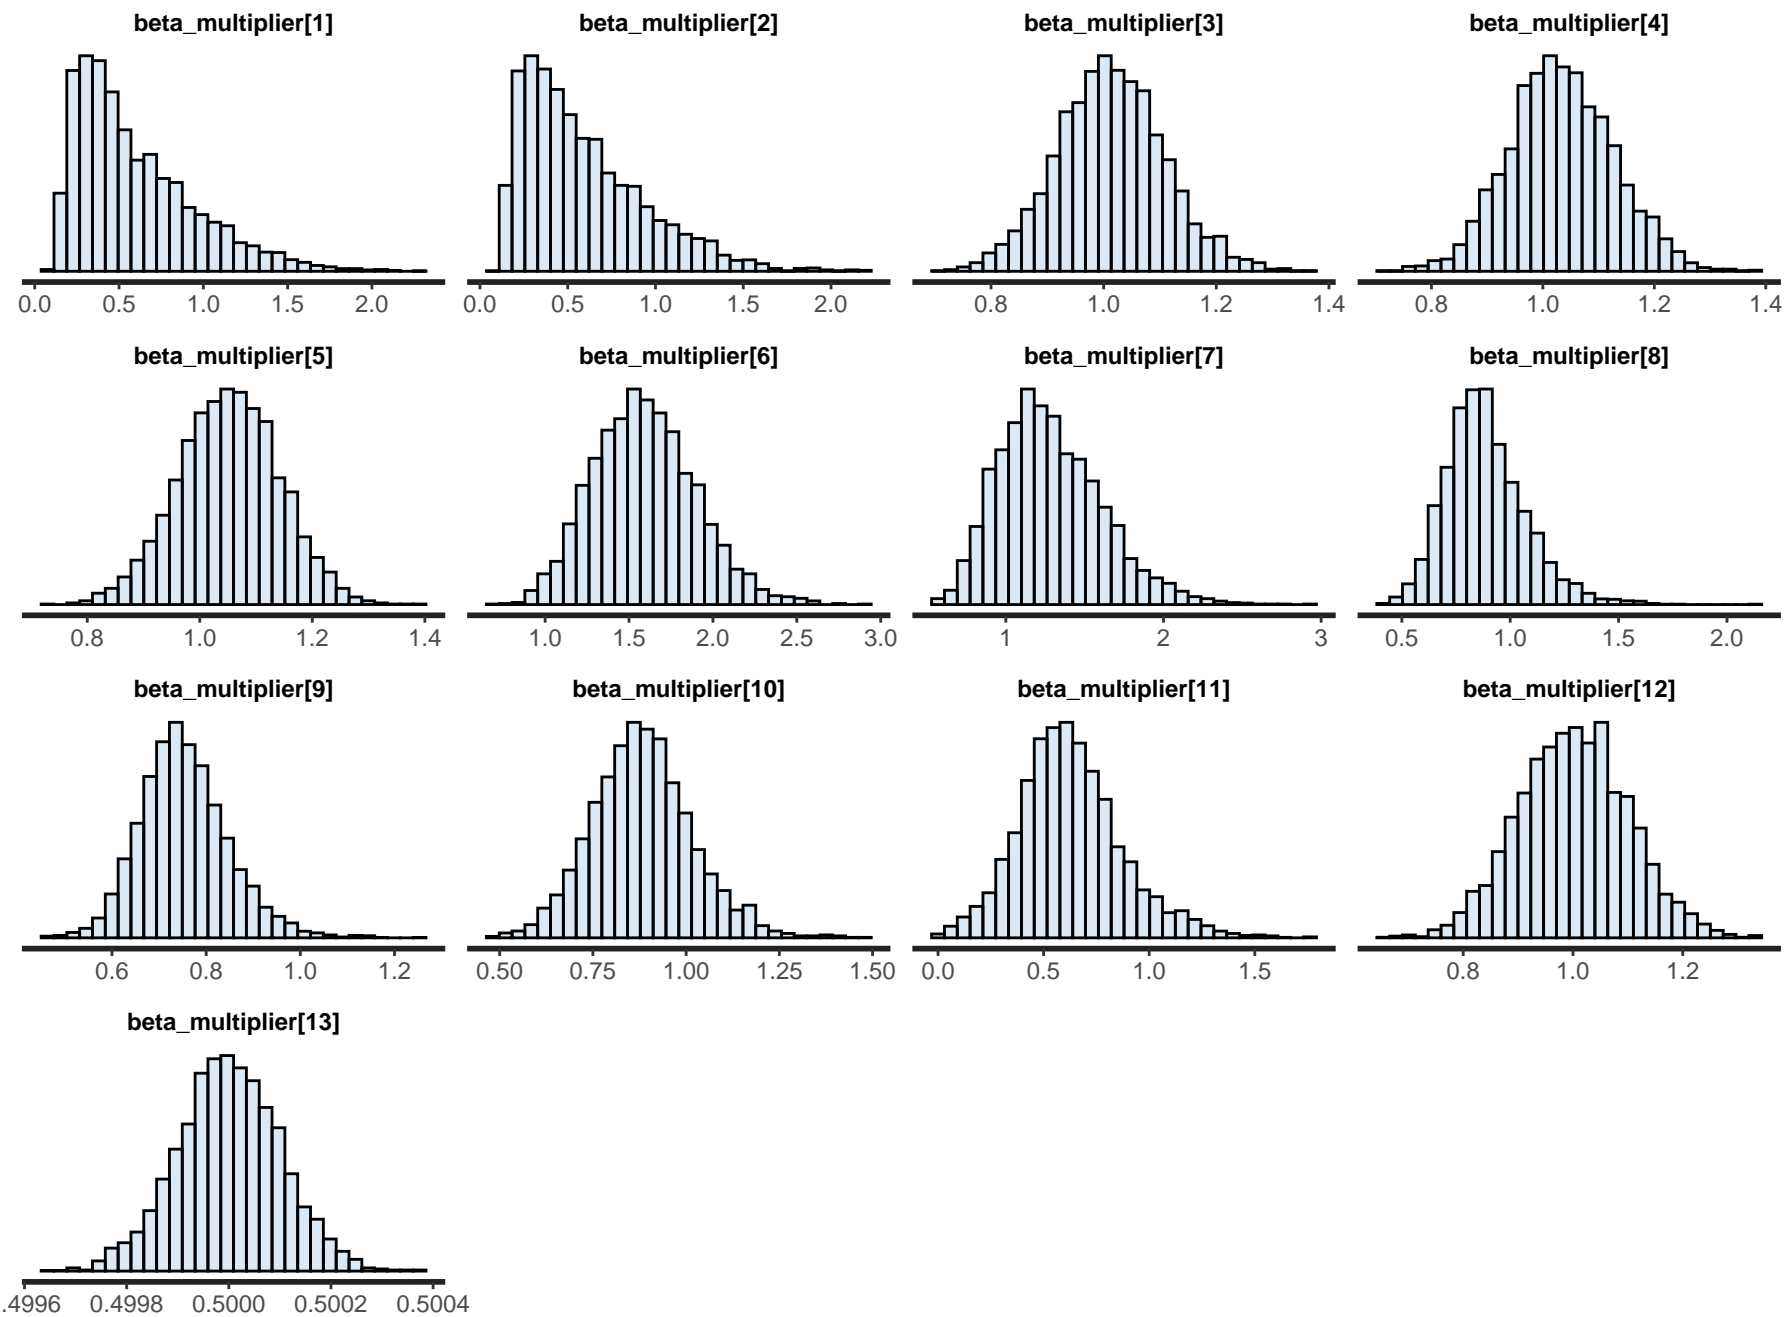 beta_multiplier[1] beta_multiplier[2] beta_multiplier[3] beta_multiplier[4]
0.0 0.5 1.0 1.5 2.0 0.0 0.5 1.0 1.5 2.0 0.8 1.0 1.2 1.4 0.8 1.0 1.2 1.4
beta_multiplier[5] beta_multiplier[6] beta_multiplier[7] beta_multiplier[8]
0.8 1.0 1.2 1.4 1.0 1.5 2.0 2.5 3.0 1 2 3 0.5 1.0 1.5 2.0
beta_multiplier[9] beta_multiplier[10] beta_multiplier[11] beta_multiplier[12]
0.6 0.8 1.0 1.2 0.50 0.75 1.00 1.25 1.50 0.0 0.5 1.0 1.5 0.8 1.0 1.2
beta_multiplier[13]
.4996 0.4998 0.5000 0.5002 0.5004